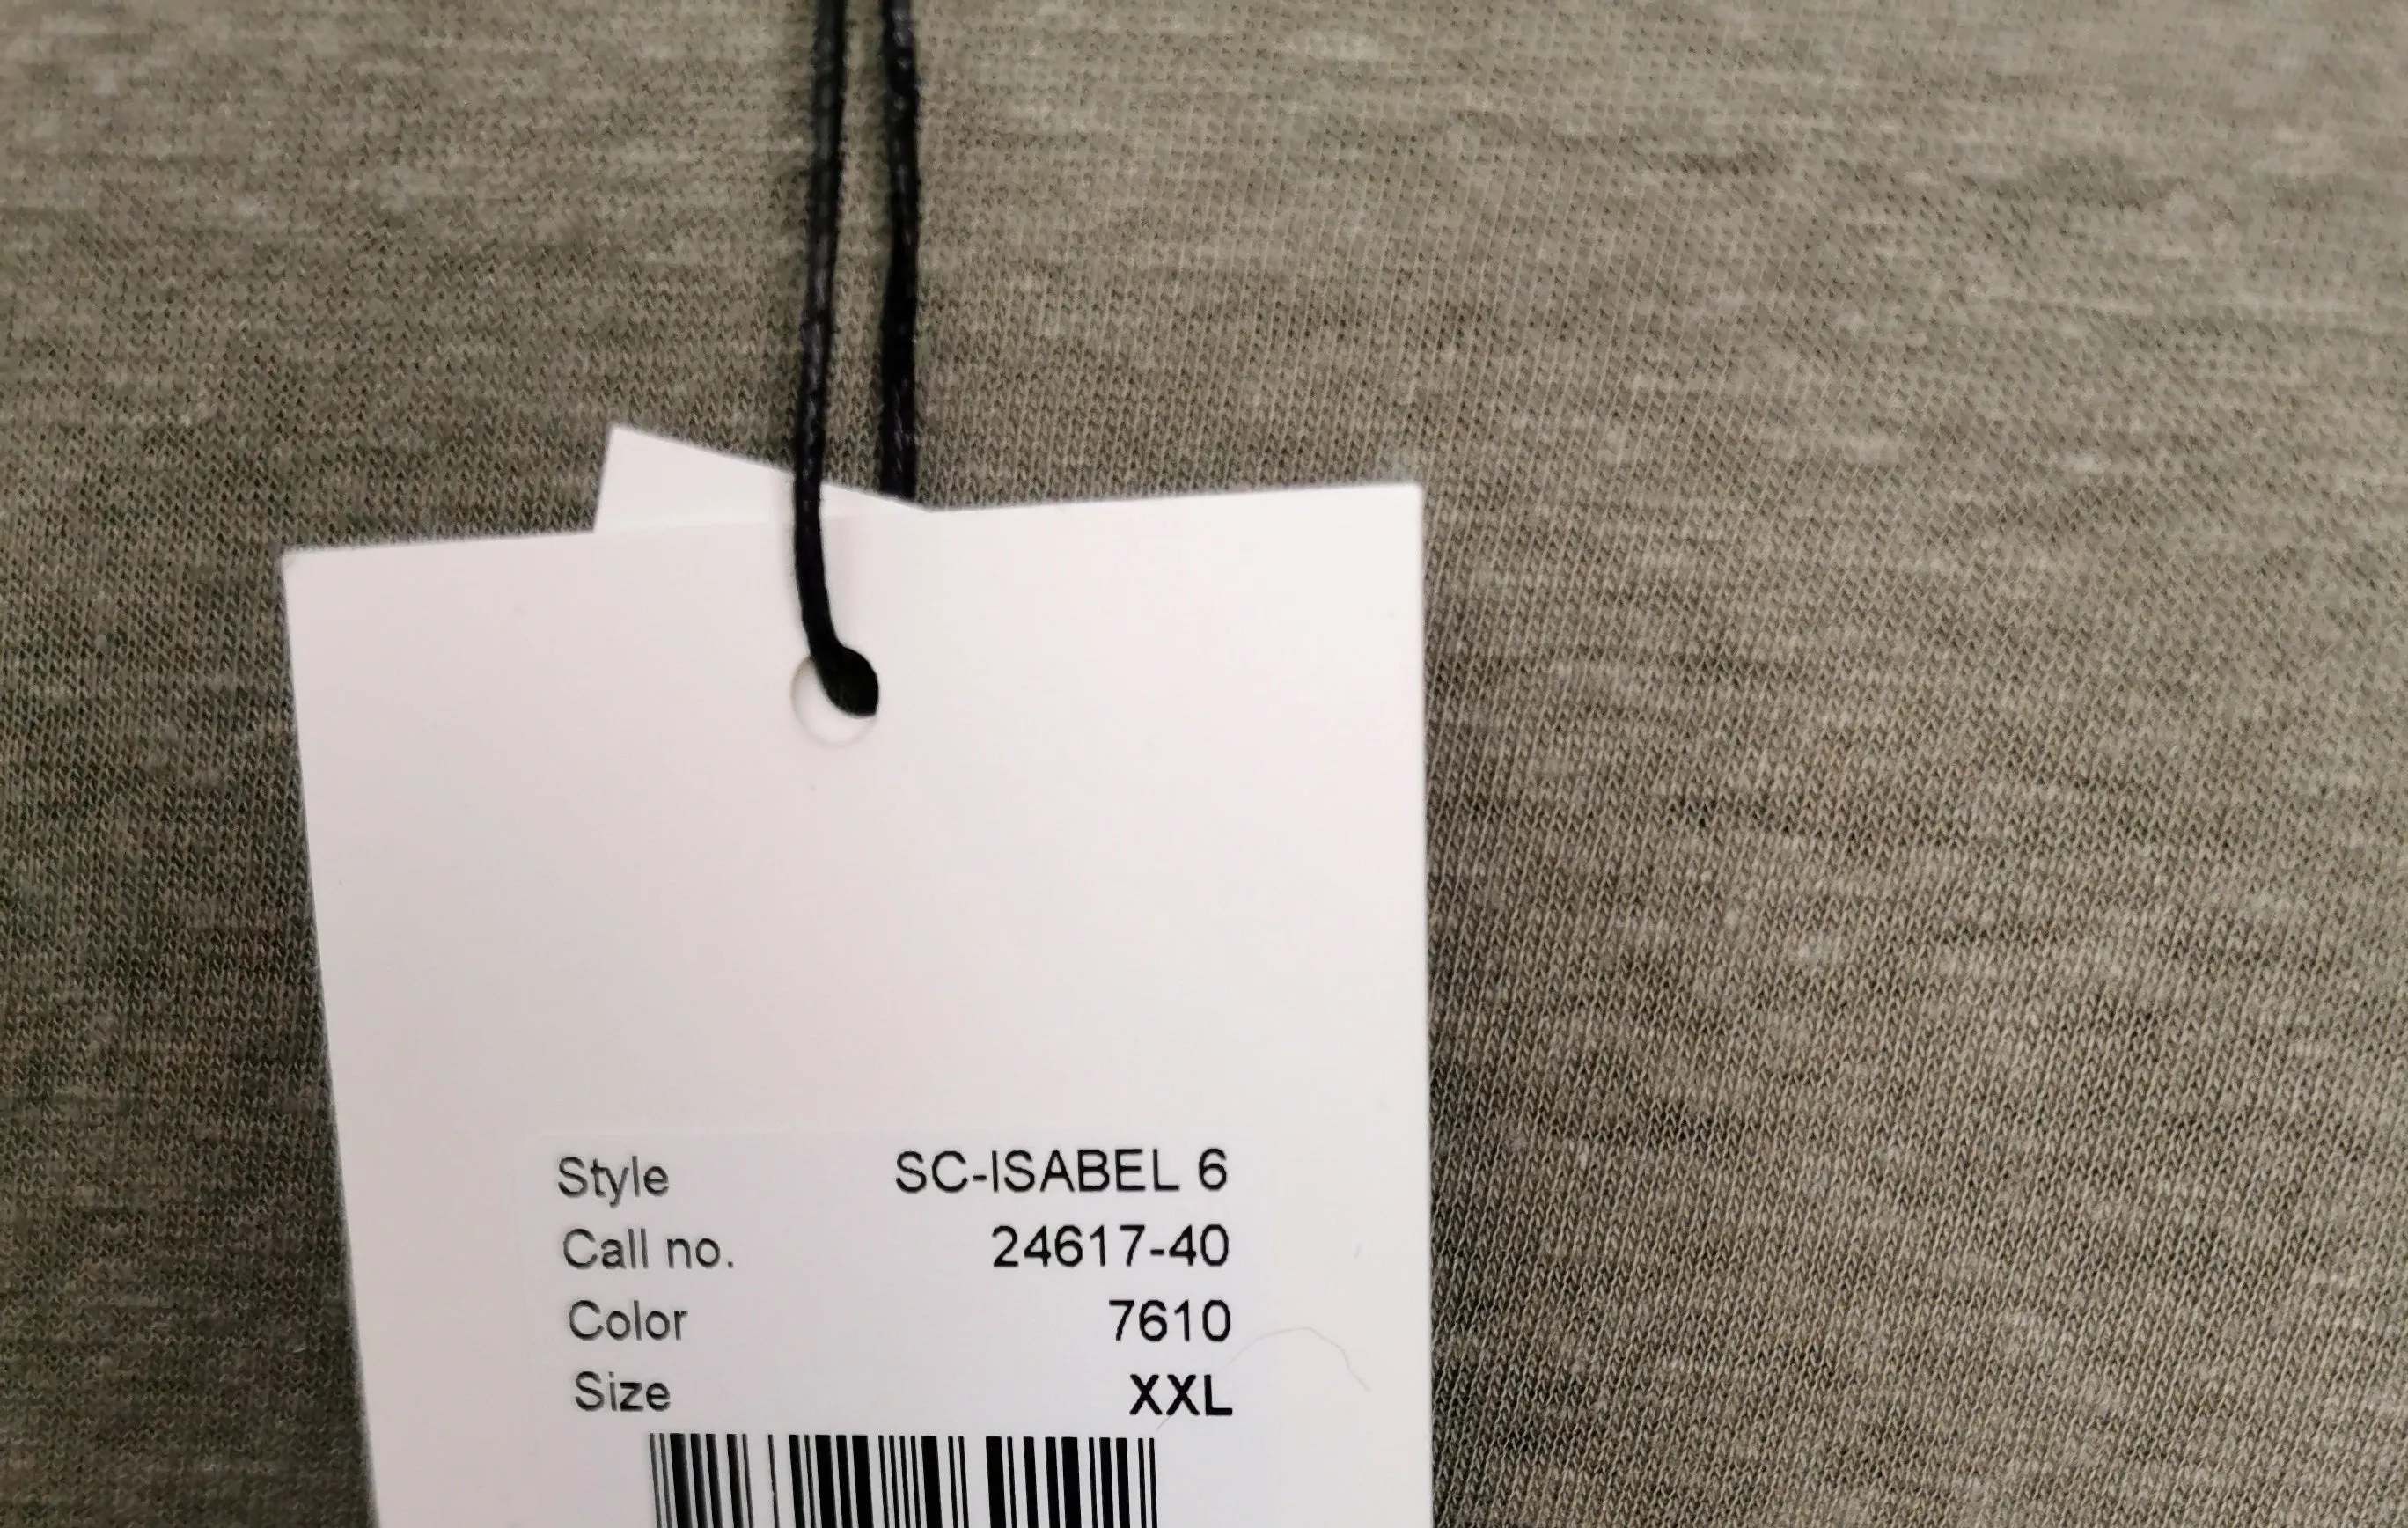 Style SC-ISABEL 6
Call no. 24617-40
Color 7610
Size XXL